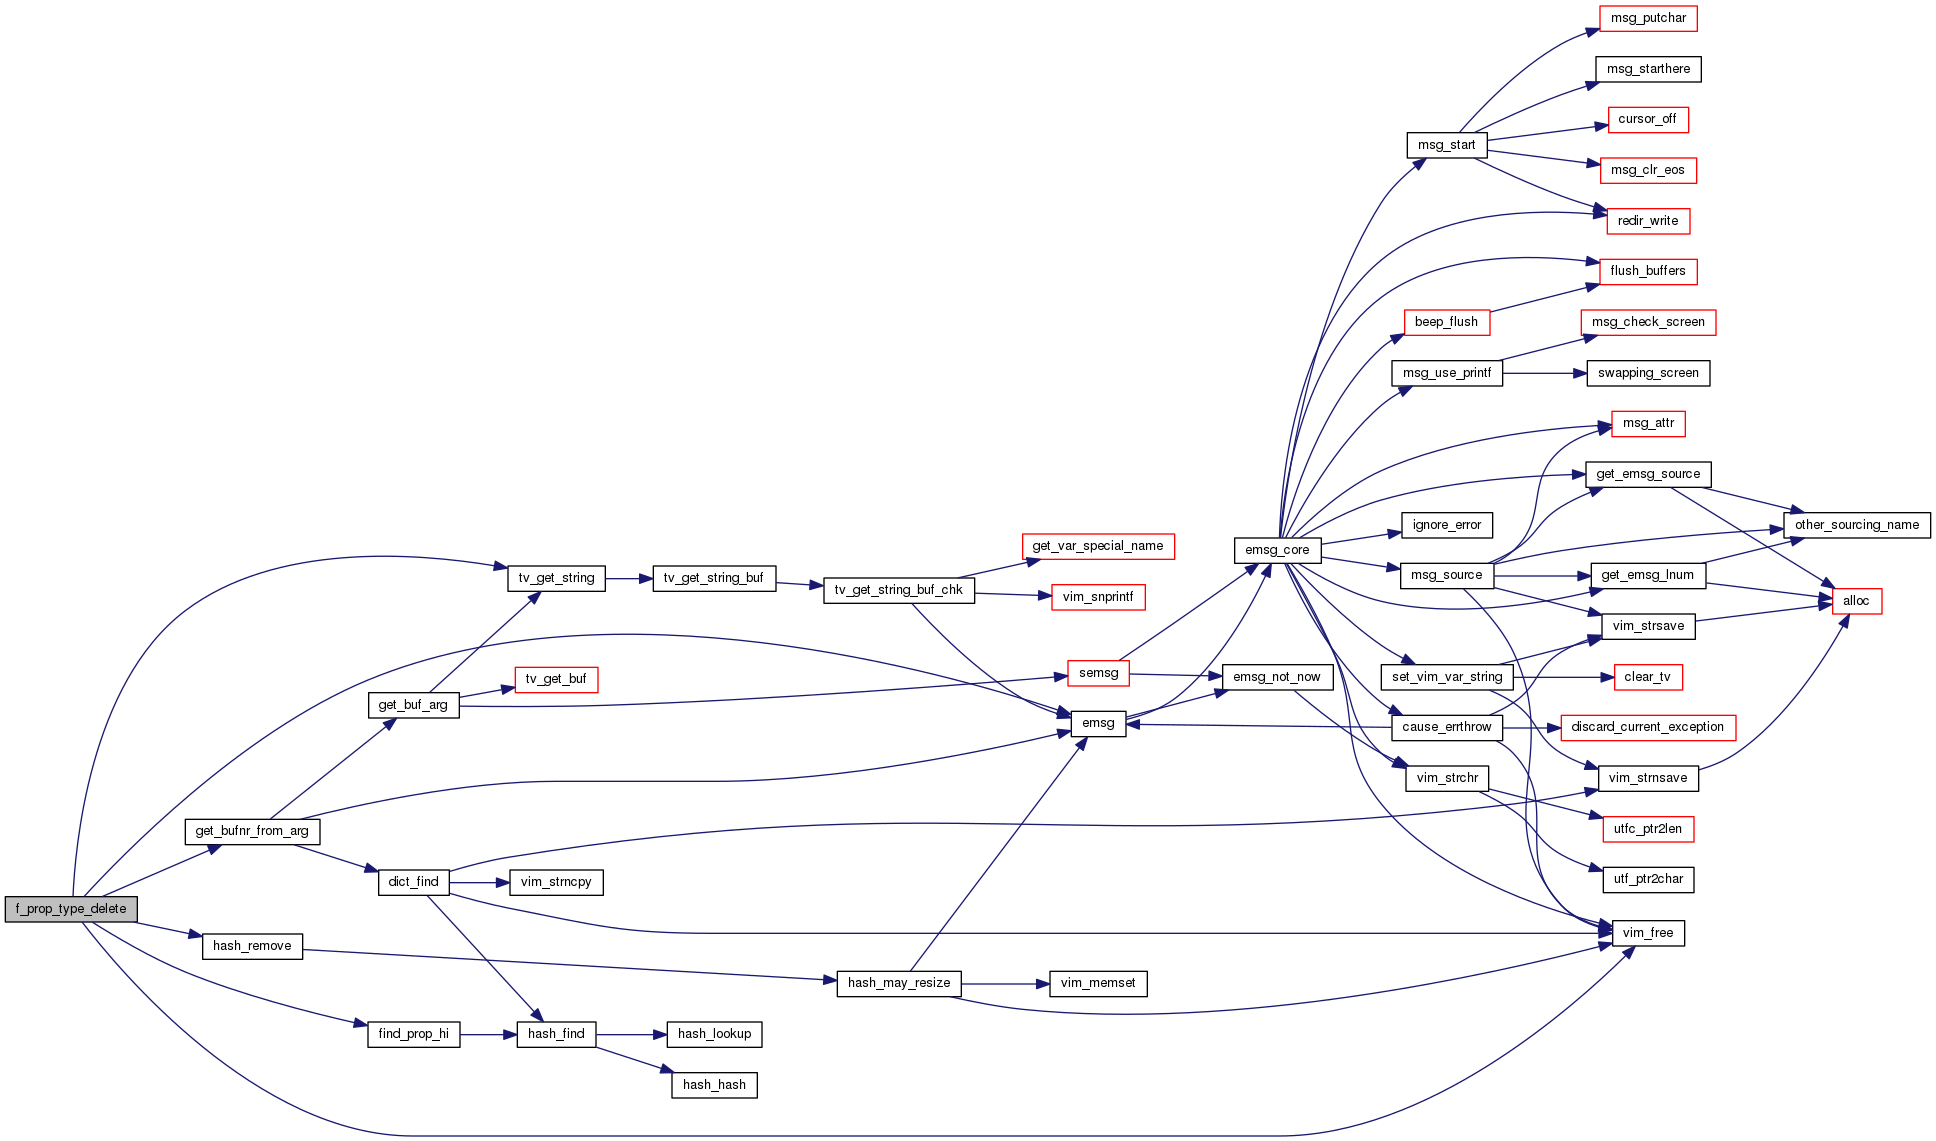 msg_putchar
msg_starthere
cursor_off
msg_start
msg_clr_eos
redir_write
flush_buffers
beep_flush
msg_check_screen
msg_use_printf
swapping_screen
msg_attr
get_emsg_source
ignore_error
other_sourcing_name
get_var_special_name
emsg_core
tv_get_string
tv_get_string_buf
tv_get_string_buf_chk
vim_snprintf
msg_source
get_emsg_lnum
alloc
vim_strsave
tv_get_buf
semsg
emsg_not_now
set_vim_var_string
clear_tv
get_buf_arg
emsg
cause_errthrow
discard_current_exception
vim_strchr
vim_strnsave
get_bufnr_from_arg
utfc_ptr2len
dict_find
vim_strncpy
utf_ptr2char
f_prop_type_delete
hash_remove
vim_free
hash_may_resize
vim_memset
find_prop_hi
hash_find
hash_lookup
hash_hash